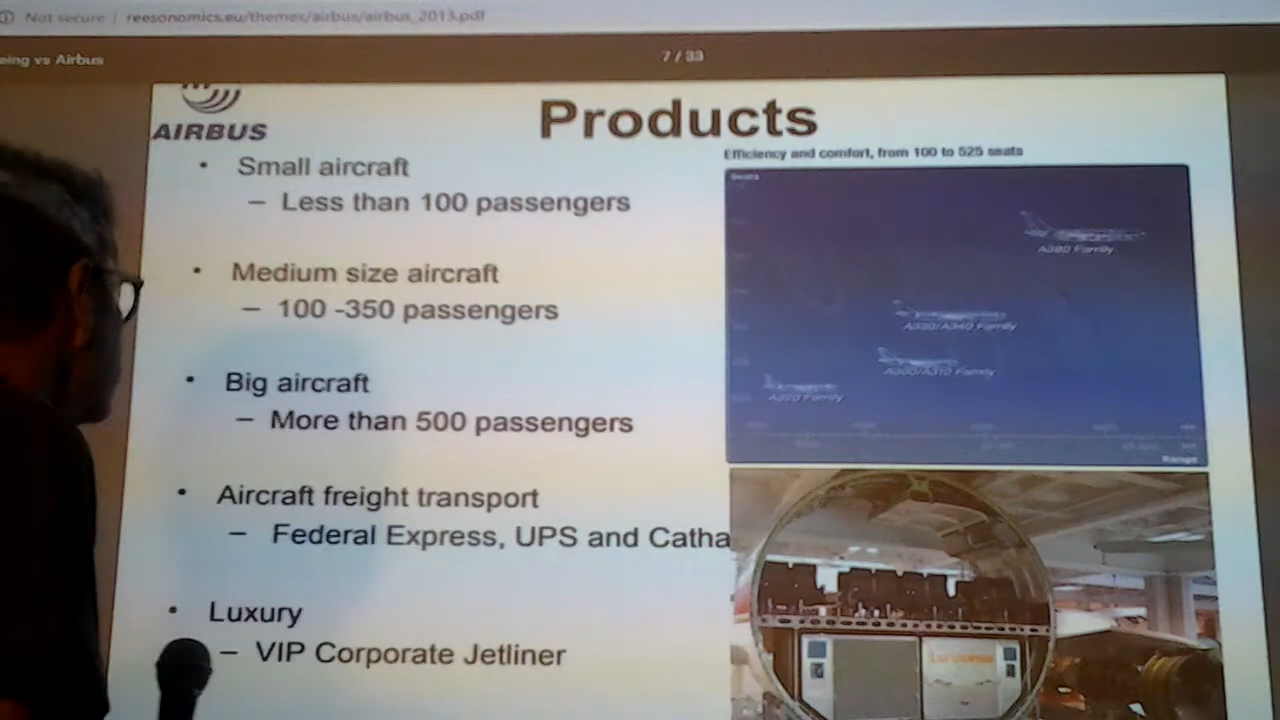 Not secure | reesonomics.eu/themes/airbus/airbus_2013.pdf
eing vs Airbus
7 / 33
AIRBUS
Products
• Small aircraft
– Less than 100 passengers
• Medium size aircraft
– 100 -350 passengers
• Big aircraft
– More than 500 passengers
• Aircraft freight transport
– Federal Express, UPS and Catha
• Luxury
– VIP Corporate Jetliner
Efficiency and comfort, from 100 to 525 seats
Seats
A380 Family
A330/A340 Family
A300/A310 Family
A320 Family
Range